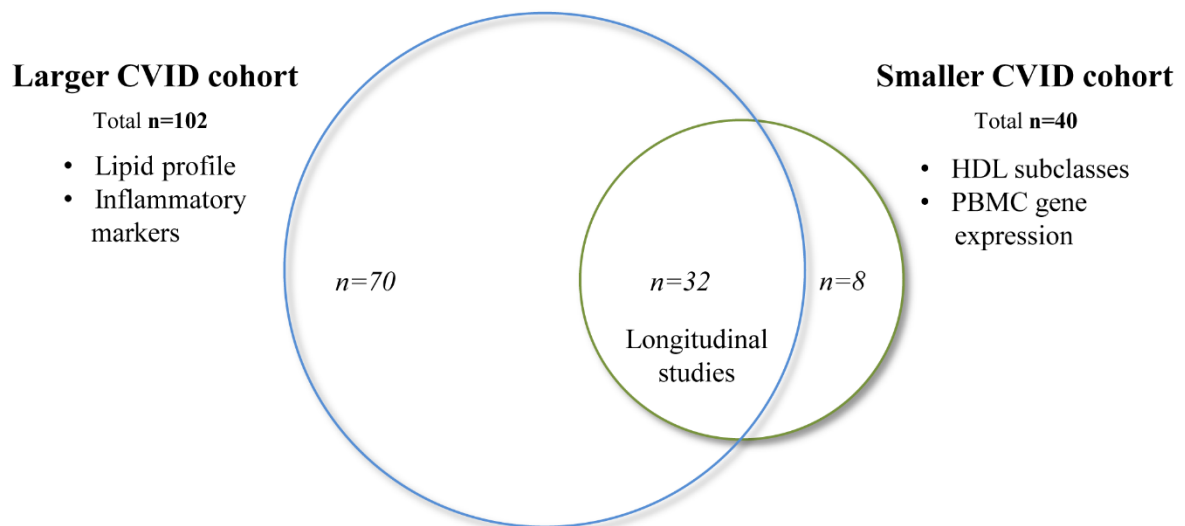 Larger CVID cohort
Total n=102
• Lipid profile
• Inflammatory
markers
Smaller CVID cohort
Total n=40
• HDL subclasses
• PBMC gene
expression
n=70
n=32
n=8
Longitudinal
studies